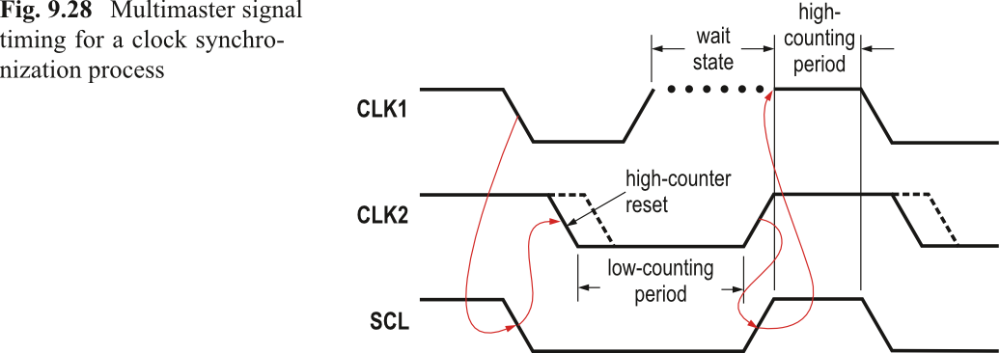 Fig. 9.28 Multimaster signal
timing for a clock synchro-
nization process
wait
state
high-
counting
period
CLK1
high-counter
reset
CLK2
low-counting
period
SCL